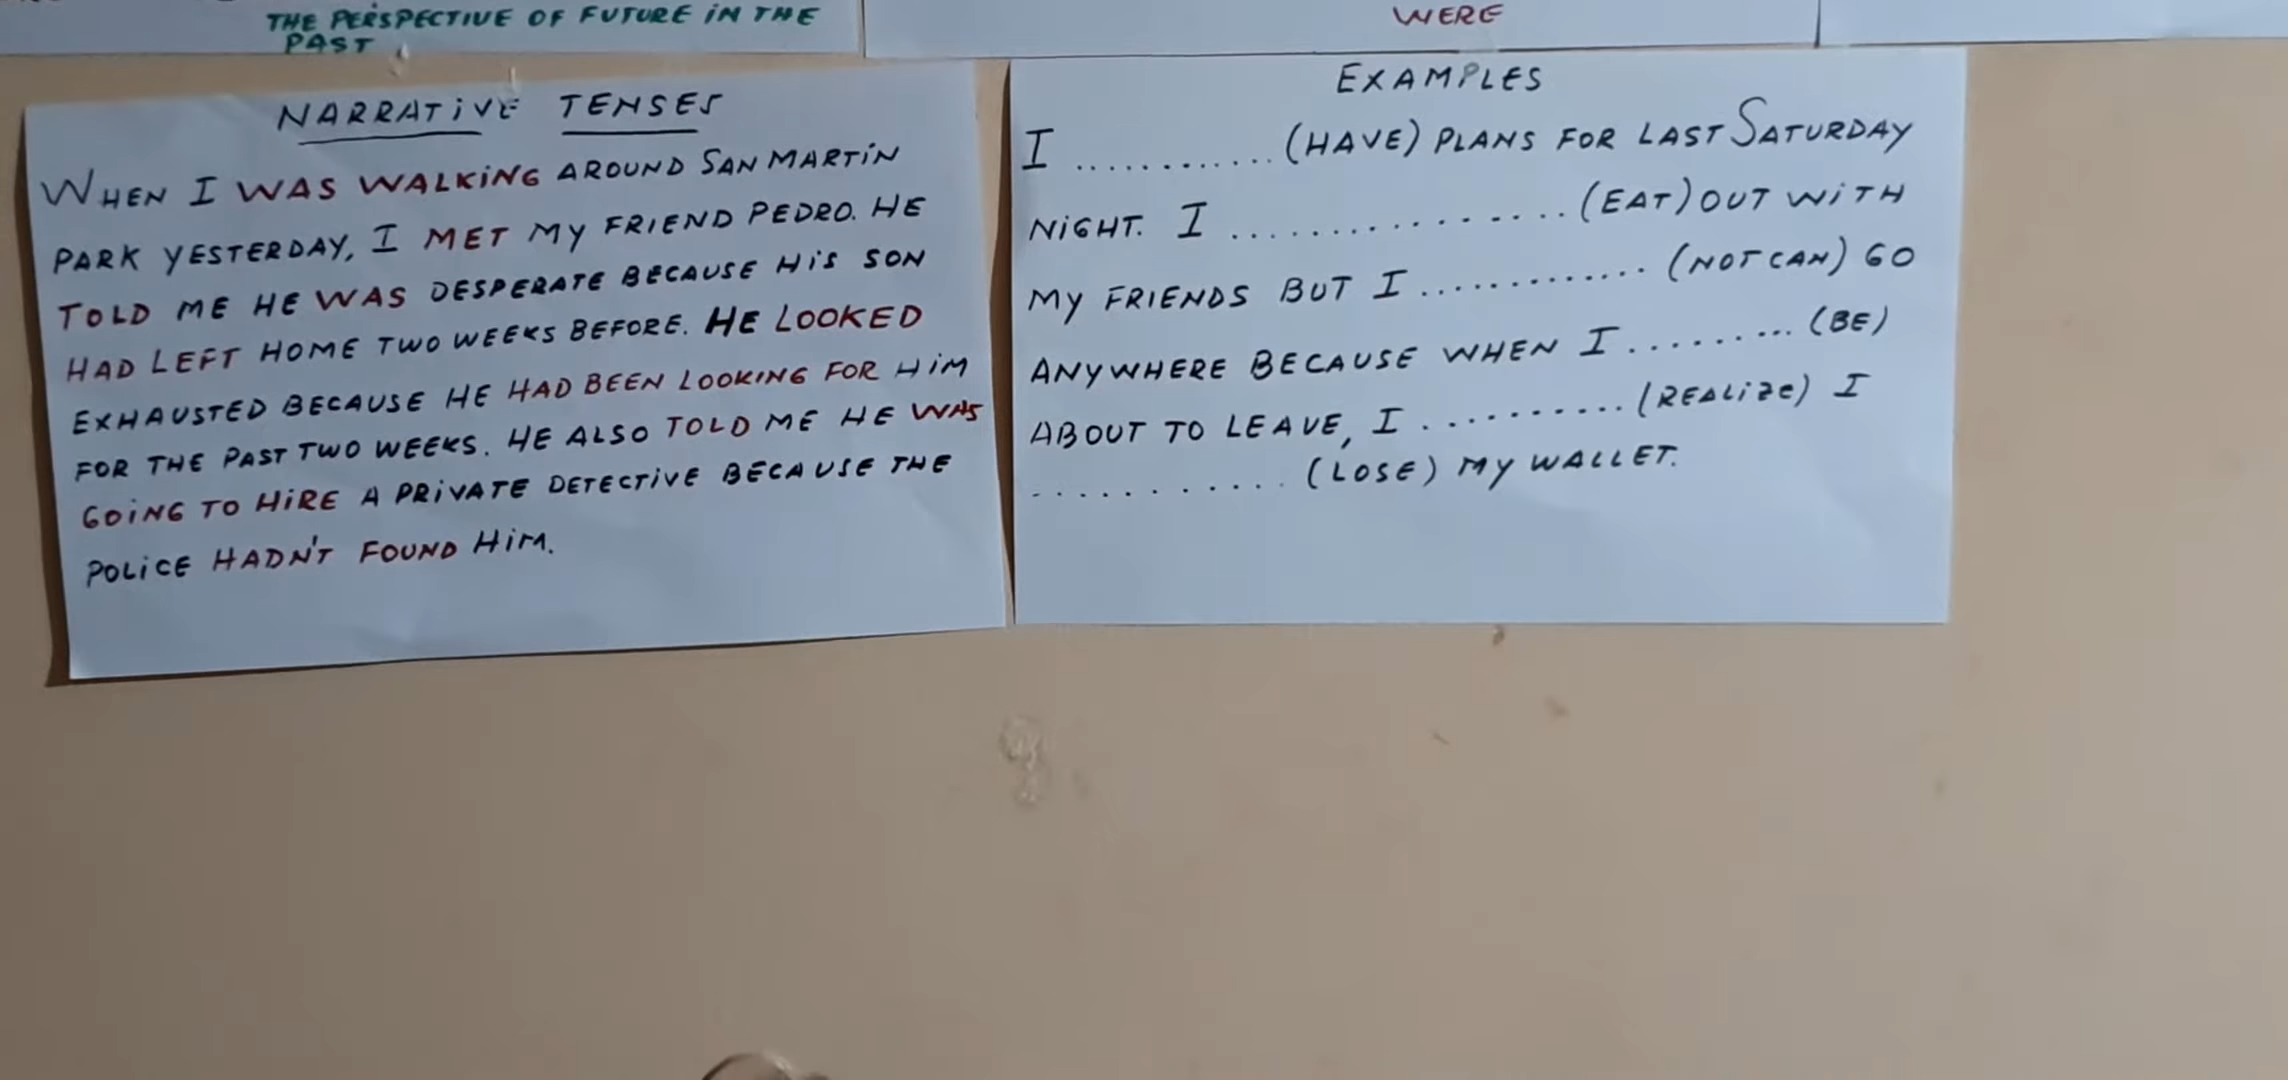 THE PERSPECTIVE OF FUTURE IN THE
PAST
WERE
NARRATIVE TENSES
WHEN I WAS WALKING AROUND SAN MARTIN
PARK YESTERDAY, I MET MY FRIEND PEDRO. HE
TOLD ME HE WAS DESPERATE BECAUSE HIS SON
HAD LEFT HOME TWO WEEKS BEFORE. HE LOOKED
EXHAUSTED BECAUSE HE HAD BEEN LOOKING FOR HIM
FOR THE PAST TWO WEEKS. HE ALSO TOLD ME HE WAS
GOING TO HIRE A PRIVATE DETECTIVE BECAUSE THE
POLICE HADN'T FOUND HIM.
EXAMPLES
I ............ (HAVE) PLANS FOR LAST SATURDAY
NIGHT. I ................ (EAT) OUT WITH
MY FRIENDS BUT I ............. (NOT CAN) GO
ANYWHERE BECAUSE WHEN I .......... (BE)
ABOUT TO LEAVE, I ........... (REALIZE) I
............ (LOSE) MY WALLET.